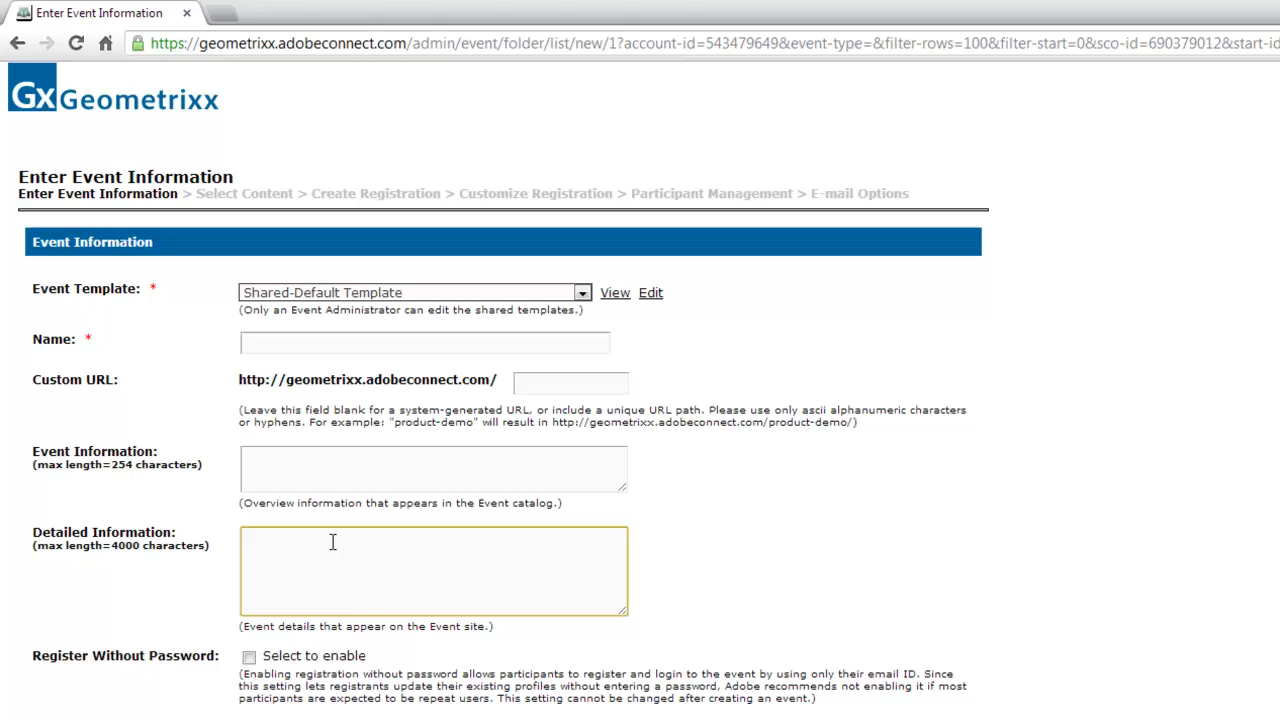 Enter Event Information
https://geometrixx.adobeconnect.com/admin/event/folder/list/new/1?account-id=543479649&event-type=&filter-rows=100&filter-start=0&sco-id=690379012&start-id
Gx Geometrixx
Enter Event Information
Enter Event Information > Select Content > Create Registration > Customize Registration > Participant Management > E-mail Options
Event Information
Event Template: * Shared-Default Template View Edit
(Only an Event Administrator can edit the shared templates.)
Name: *
Custom URL: http://geometrixx.adobeconnect.com/
(Leave this field blank for a system-generated URL, or include a unique URL path. Please use only ascii alphanumeric characters
or hyphens. For example: "product-demo" will result in http://geometrixx.adobeconnect.com/product-demo/)
Event Information:
(max length=254 characters)
(Overview information that appears in the Event catalog.)
Detailed Information:
(max length=4000 characters)
(Event details that appear on the Event site.)
Register Without Password: Select to enable
(Enabling registration without password allows participants to register and login to the event by using only their email ID. Since
this setting lets registrants update their existing profiles without entering a password, Adobe recommends not enabling it if most
participants are expected to be repeat users. This setting cannot be changed after creating an event.)